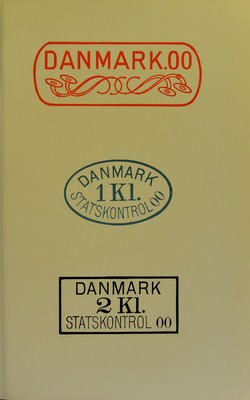 DANMARK.00
DANMARK
1 Kl.
STATSKONTROL 00
DANMARK
2 Kl.
STATSKONTROL 00